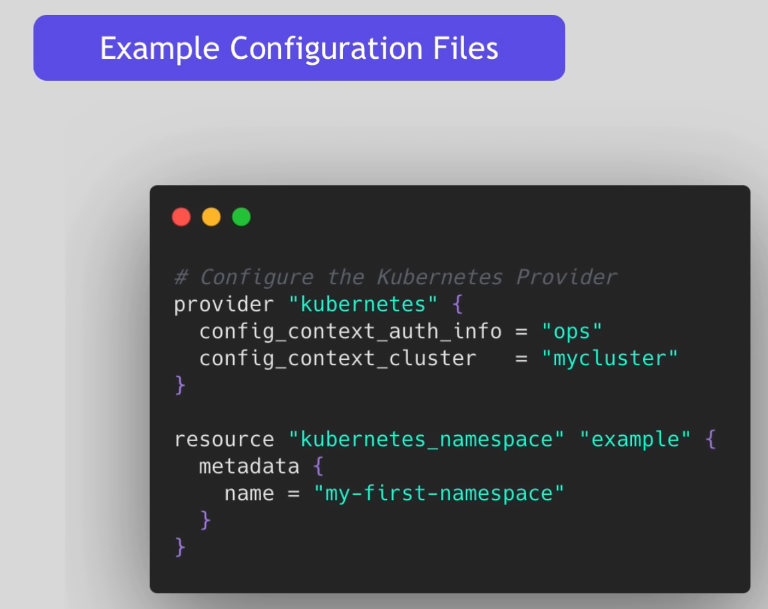 Example Configuration Files
# Configure the Kubernetes Provider
provider "kubernetes" {
  config_context_auth_info = "ops"
  config_context_cluster   = "mycluster"
}
resource "kubernetes_namespace" "example" {
  metadata {
    name = "my-first-namespace"
  }
}